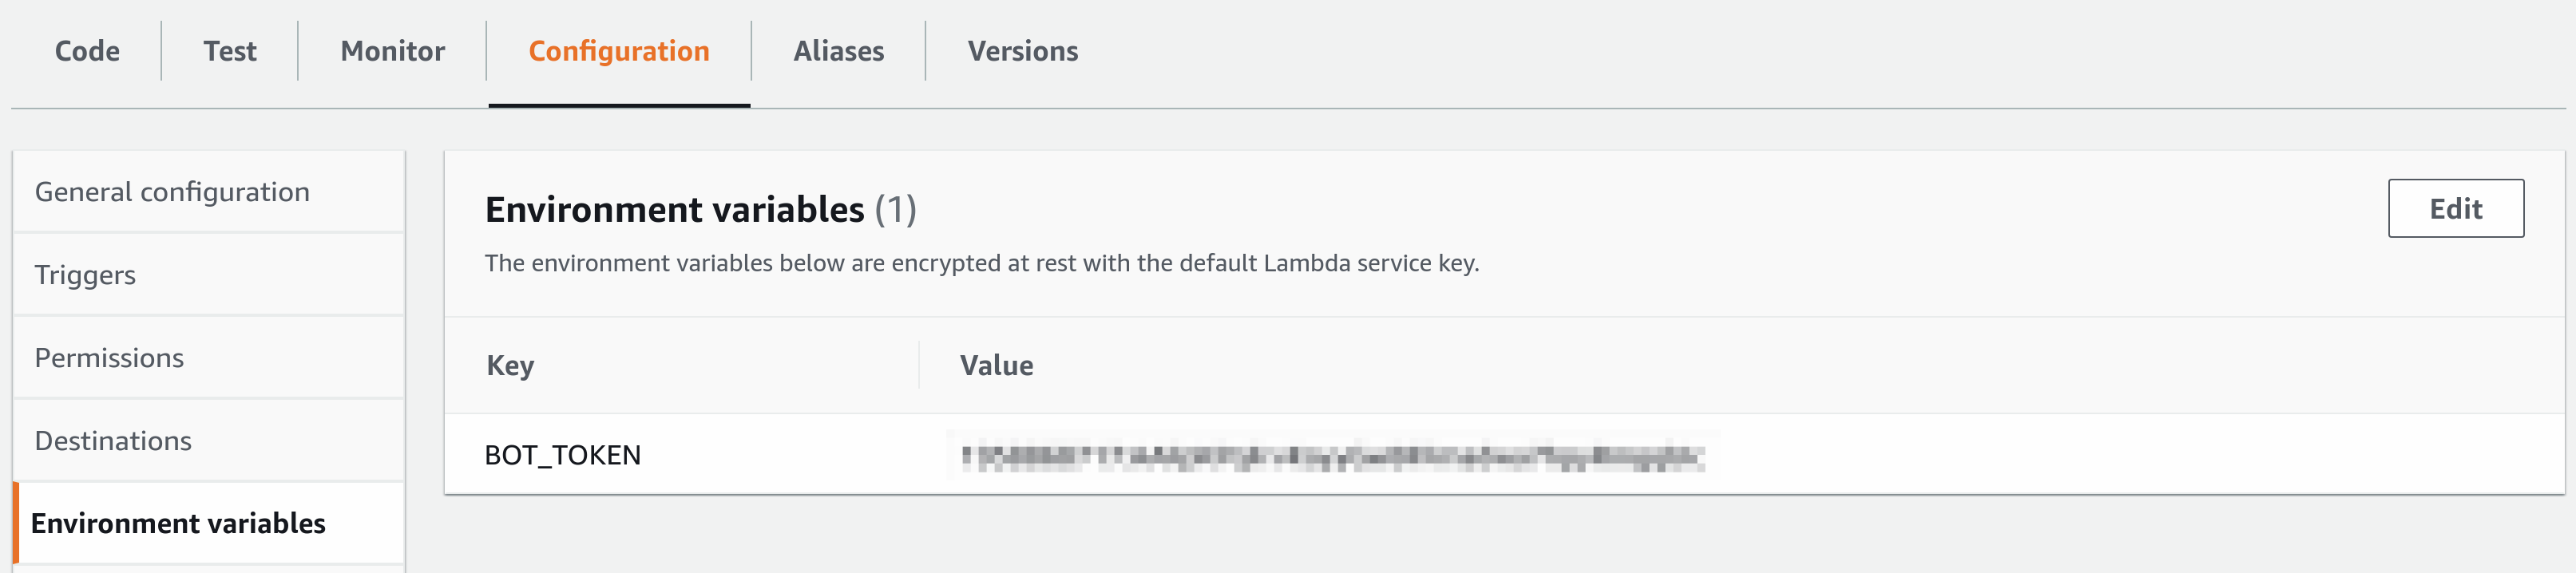 Code Test Monitor Configuration Aliases Versions
General configuration
Triggers
Permissions
Destinations
Environment variables
Environment variables (1)
Edit
The environment variables below are encrypted at rest with the default Lambda service key.
Key Value
BOT_TOKEN